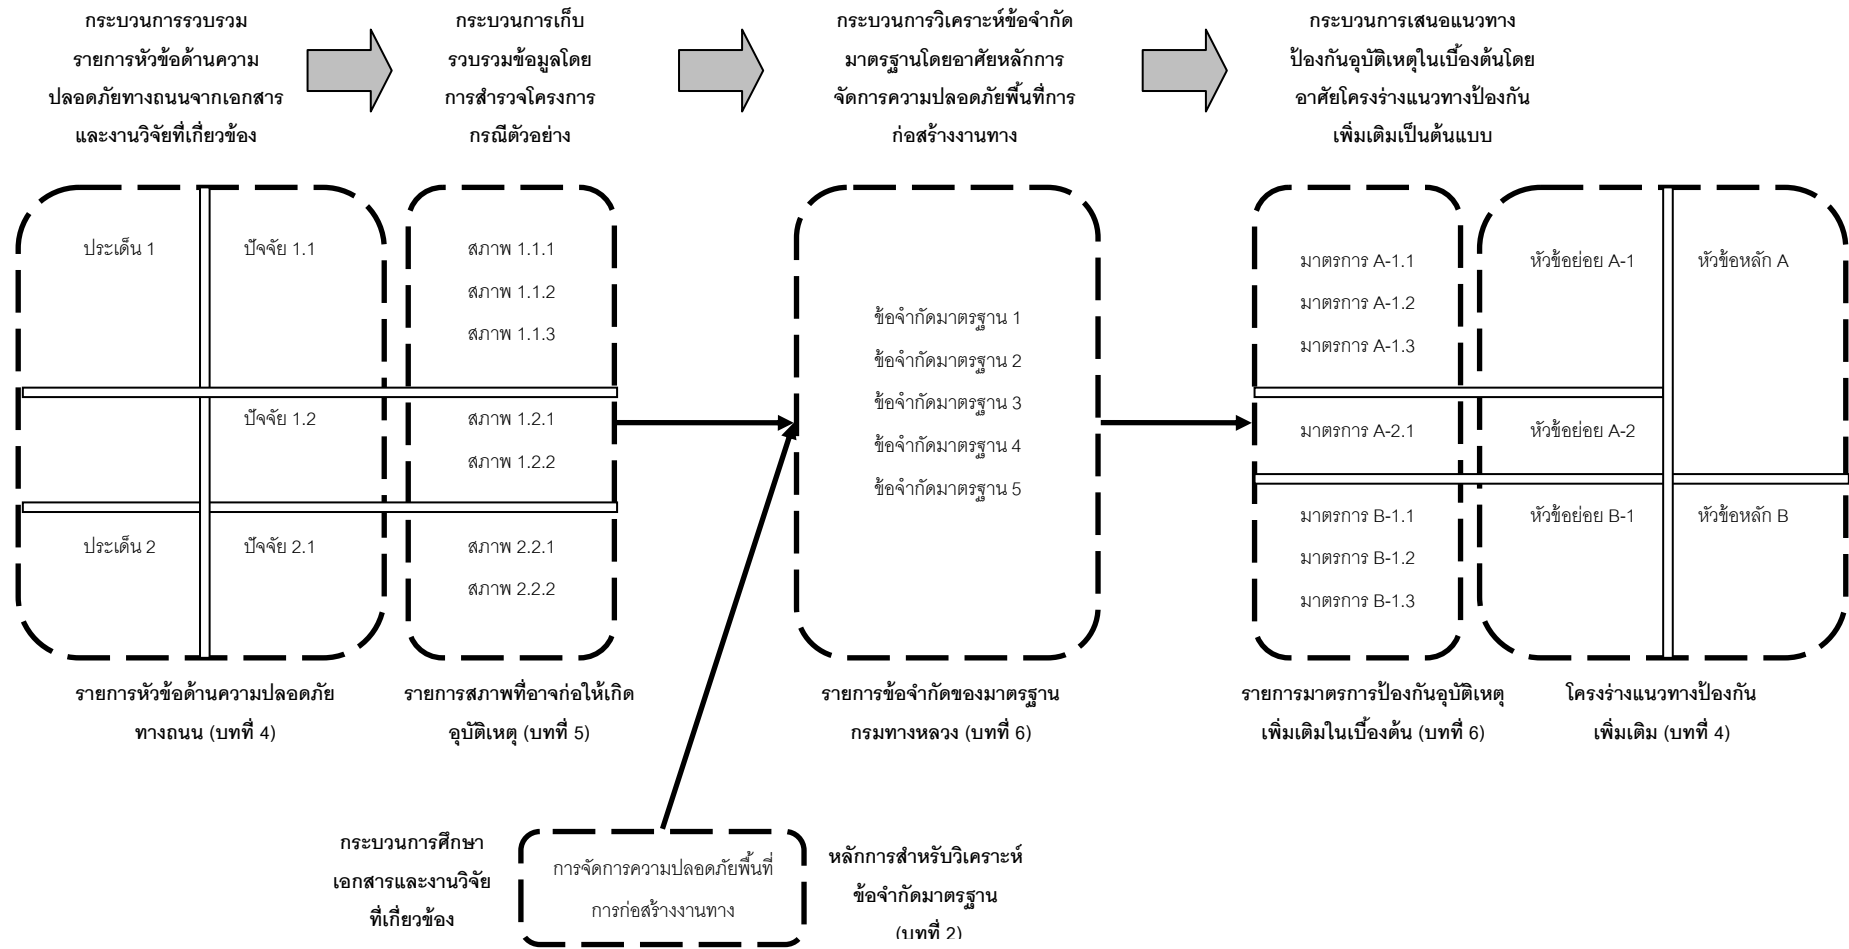 กระบวนการรวบรวม
รายการหัวข้อด้านความ
ปลอดภัยทางถนนจากเอกสาร
และงานวิจัยที่เกี่ยวข้อง
กระบวนการเก็บ
รวบรวมข้อมูลโดย
การสำรวจโครงการ
กรณีตัวอย่าง
กระบวนการวิเคราะห์ข้อจำกัด
มาตรฐานโดยอาศัยหลักการ
จัดการความปลอดภัยพื้นที่การ
ก่อสร้างงานทาง
กระบวนการเสนอแนวทาง
ป้องกันอุบัติเหตุในเบื้องต้นโดย
อาศัยโครงร่างแนวทางป้องกัน
เพิ่มเติมเป็นต้นแบบ
ประเด็น 1
ปัจจัย 1.1
ปัจจัย 1.2
ประเด็น 2
ปัจจัย 2.1
สภาพ 1.1.1
สภาพ 1.1.2
สภาพ 1.1.3
สภาพ 1.2.1
สภาพ 1.2.2
สภาพ 2.2.1
สภาพ 2.2.2
ข้อจำกัดมาตรฐาน 1
ข้อจำกัดมาตรฐาน 2
ข้อจำกัดมาตรฐาน 3
ข้อจำกัดมาตรฐาน 4
ข้อจำกัดมาตรฐาน 5
มาตรการ A-1.1
มาตรการ A-1.2
มาตรการ A-1.3
มาตรการ A-2.1
มาตรการ B-1.1
มาตรการ B-1.2
มาตรการ B-1.3
หัวข้อย่อย A-1
หัวข้อหลัก A
หัวข้อย่อย A-2
หัวข้อย่อย B-1
หัวข้อหลัก B
รายการหัวข้อด้านความปลอดภัย
ทางถนน (บทที่ 4)
รายการสภาพที่อาจก่อให้เกิด
อุบัติเหตุ (บทที่ 5)
รายการข้อจำกัดของมาตรฐาน
กรมทางหลวง (บทที่ 6)
รายการมาตรการป้องกันอุบัติเหตุ
เพิ่มเติมในเบื้องต้น (บทที่ 6)
โครงร่างแนวทางป้องกัน
เพิ่มเติม (บทที่ 4)
กระบวนการศึกษา
เอกสารและงานวิจัย
ที่เกี่ยวข้อง
การจัดการความปลอดภัยพื้นที่
การก่อสร้างงานทาง
หลักการสำหรับวิเคราะห์
ข้อจำกัดมาตรฐาน
(บทที่ 2)